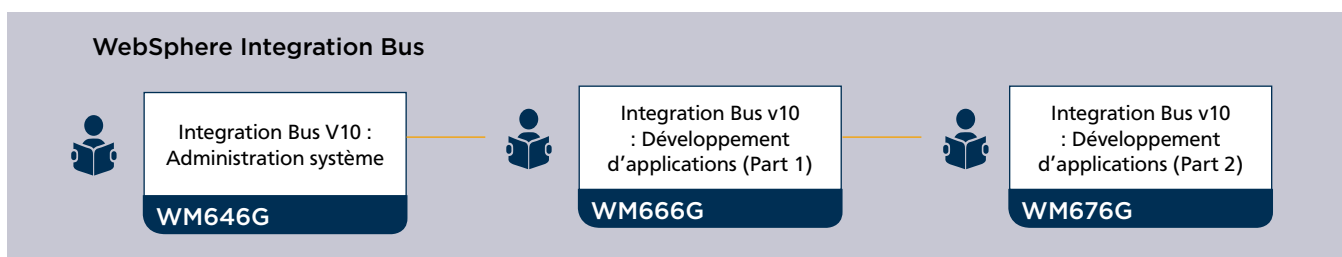 WebSphere Integration Bus
Integration Bus V10 :
Administration système
WM646G
Integration Bus v10
: Développement
d’applications (Part 1)
WM666G
Integration Bus v10
: Développement
d’applications (Part 2)
WM676G